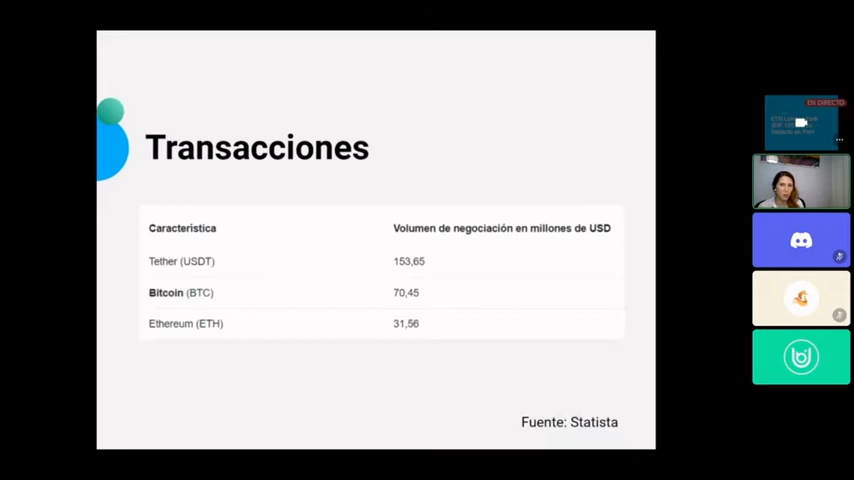 Transacciones
Característica Volumen de negociación en millones de USD
Tether (USDT) 153,65
Bitcoin (BTC) 70,45
Ethereum (ETH) 31,56
Fuente: Statista
EN DIRECTO